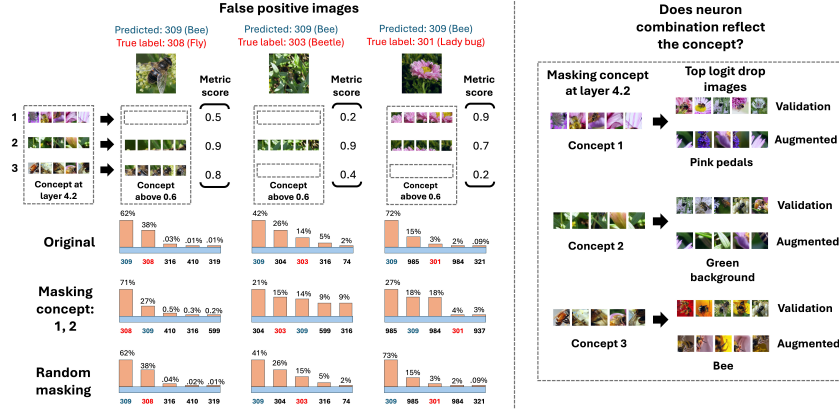 False positive images
Predicted: 309 (Bee)
True label: 308 (Fly)
Predicted: 309 (Bee)
True label: 303 (Beetle)
Predicted: 309 (Bee)
True label: 301 (Lady bug)
Metric
score
Metric
score
Metric
score
1
2
3
Concept at
layer 4.2
Concept
above 0.6
0.5
0.9
0.8
Concept
above 0.6
0.2
0.9
0.4
Concept
above 0.6
0.9
0.7
0.2
Original
62% 38% .03% .01% .01%
309 308 316 410 319
42% 26% 14% 5% 2%
309 304 303 316 74
72% 15% 3% 2% .09%
309 985 301 984 321
Masking
concept:
1, 2
71% 27% 0.5% 0.3% 0.2%
308 309 410 316 599
21% 15% 14% 9% 9%
304 303 309 599 316
27% 18% 18% 4% 3%
985 309 984 301 937
Random
masking
62% 38% .04% .02% .01%
309 308 316 410 319
41% 26% 15% 5% 2%
309 304 303 316 74
73% 15% 3% 2% .09%
309 985 301 984 321
Does neuron
combination reflect
the concept?
Masking concept
at layer 4.2
Top logit drop
images
Concept 1
Validation
Augmented
Pink pedals
Concept 2
Validation
Augmented
Green
background
Concept 3
Validation
Augmented
Bee